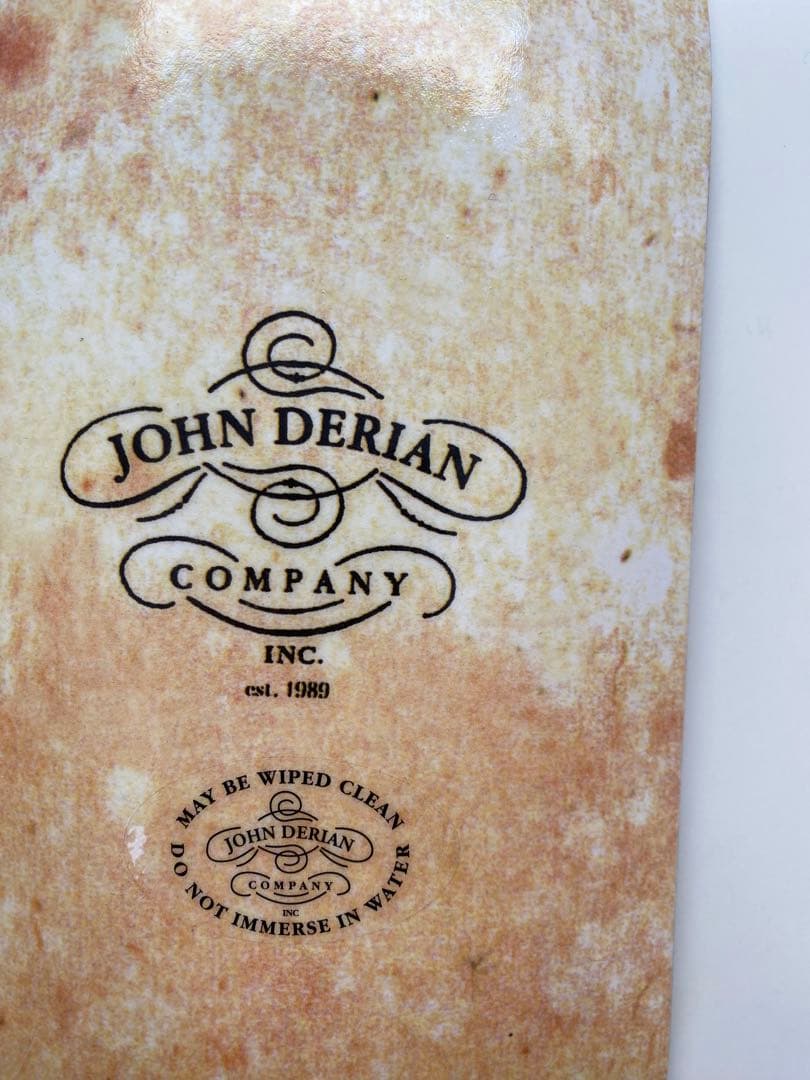 JOHN DERIAN
COMPANY
INC.
est. 1989
MAY BE WIPED CLEAN
JOHN DERIAN
COMPANY
INC
DO NOT IMMERSE IN WATER